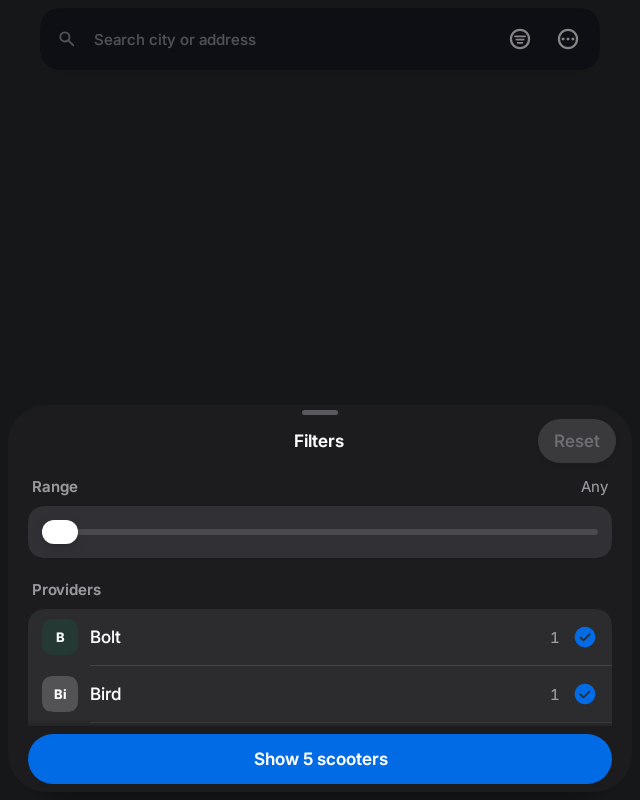 Search city or address
Filters
Reset
Range
Any
Providers
B
Bolt
1
Bi
Bird
1
Show 5 scooters